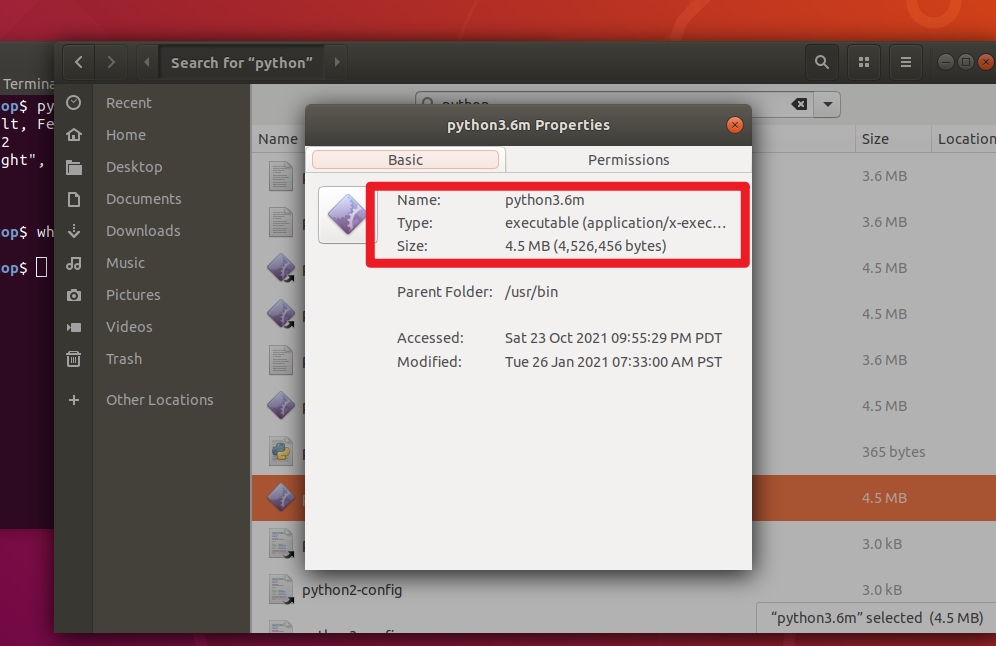 Search for “python”
Termina
op$ py
lt, Fe
2
ght",
op$ wh
op$
Recent
Home
Desktop
Documents
Downloads
Music
Pictures
Videos
Trash
Other Locations
python
Name
Size
Location
python3.6m Properties
Basic
Permissions
Name: python3.6m
Type: executable (application/x-exec…
Size: 4.5 MB (4,526,456 bytes)
Parent Folder: /usr/bin
Accessed: Sat 23 Oct 2021 09:55:29 PM PDT
Modified: Tue 26 Jan 2021 07:33:00 AM PST
3.6 MB
3.6 MB
4.5 MB
4.5 MB
3.6 MB
4.5 MB
365 bytes
4.5 MB
3.0 kB
python2-config
3.0 kB
“python3.6m” selected (4.5 MB)